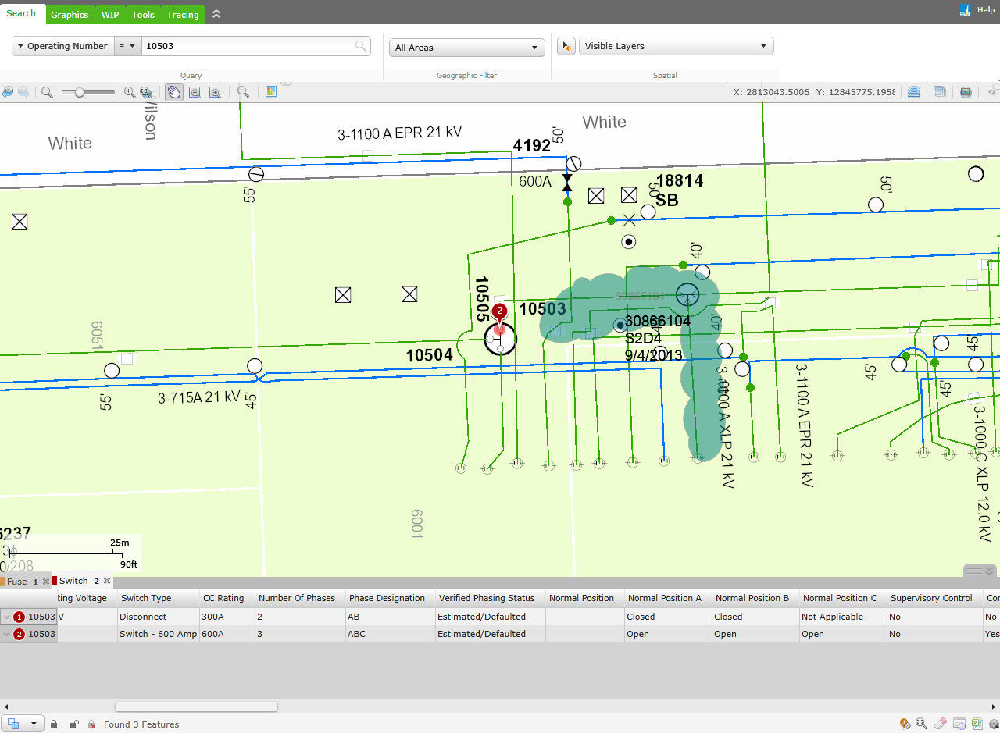 Search
Graphics WIP Tools Tracing
Help
Operating Number = 10503
All Areas
Visible Layers
Query
Geographic Filter
Spatial
X: 2813043.5006 Y: 12845775.1958
White
3-1100 A EPR 21 kV
4192
50'
White
600A
55'
50'
18814
SB
50'
40'
10505
2
10503
30866104
6051
30866104
S2D4
9/4/2013
40'
40'
10504
45'
45'
55'
3-715A 21 kV
45'
3-1000 A XLP 21 kV
3-1100 A EPR 21 kV
45'
3-1000 C XLP 12.0 kV
6001
6237
25m
90ft
0/208
Fuse 1
Switch 2
ting Voltage Switch Type CC Rating Number Of Phases Phase Designation Verified Phasing Status Normal Position Normal Position A Normal Position B Normal Position C Supervisory Control Cor
1 10503 V Disconnect 300A 2 AB Estimated/Defaulted Closed Closed Not Applicable No No
2 10503 Switch - 600 Amp 600A 3 ABC Estimated/Defaulted Open Open Open No Yes
Found 3 Features